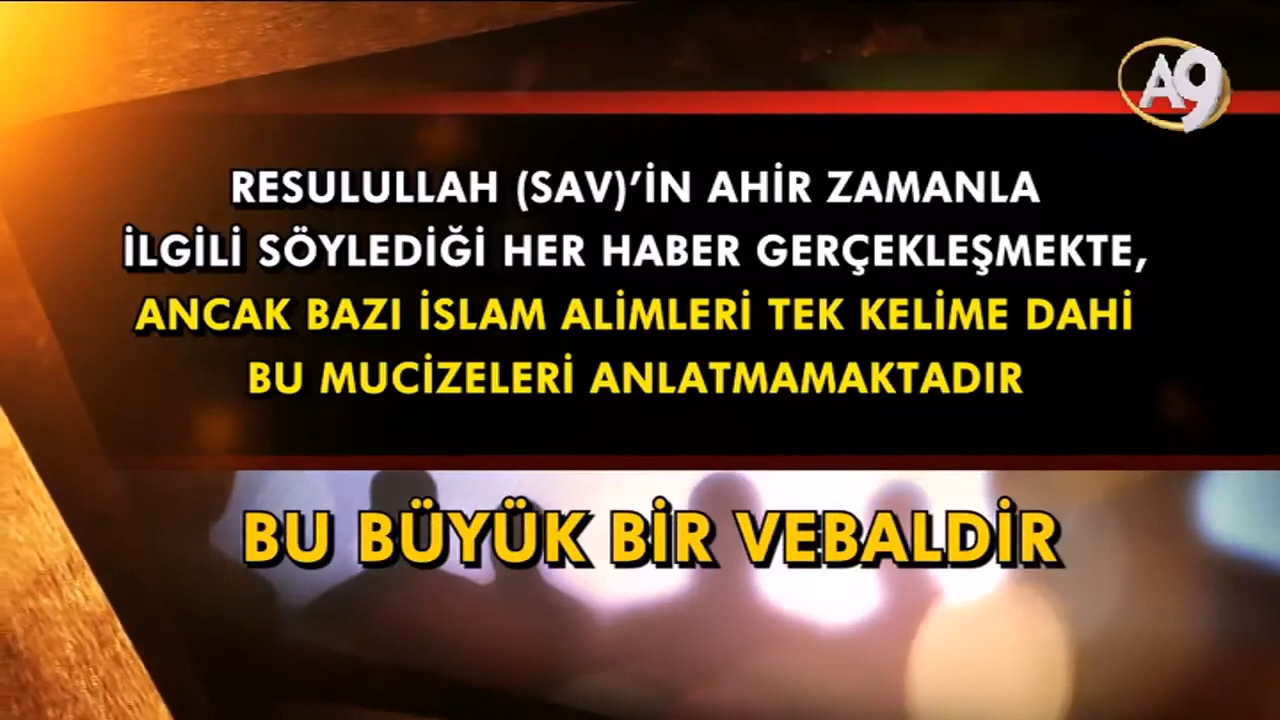 A9
RESULULLAH (SAV)’İN AHİR ZAMANLA
İLGİLİ SÖYLEDİĞİ HER HABER GERÇEKLEŞMEKTE,
ANCAK BAZI İSLAM ALİMLERİ TEK KELİME DAHİ
BU MUCİZELERİ ANLATMAMAKTADIR
BU BÜYÜK BİR VEBALDİR